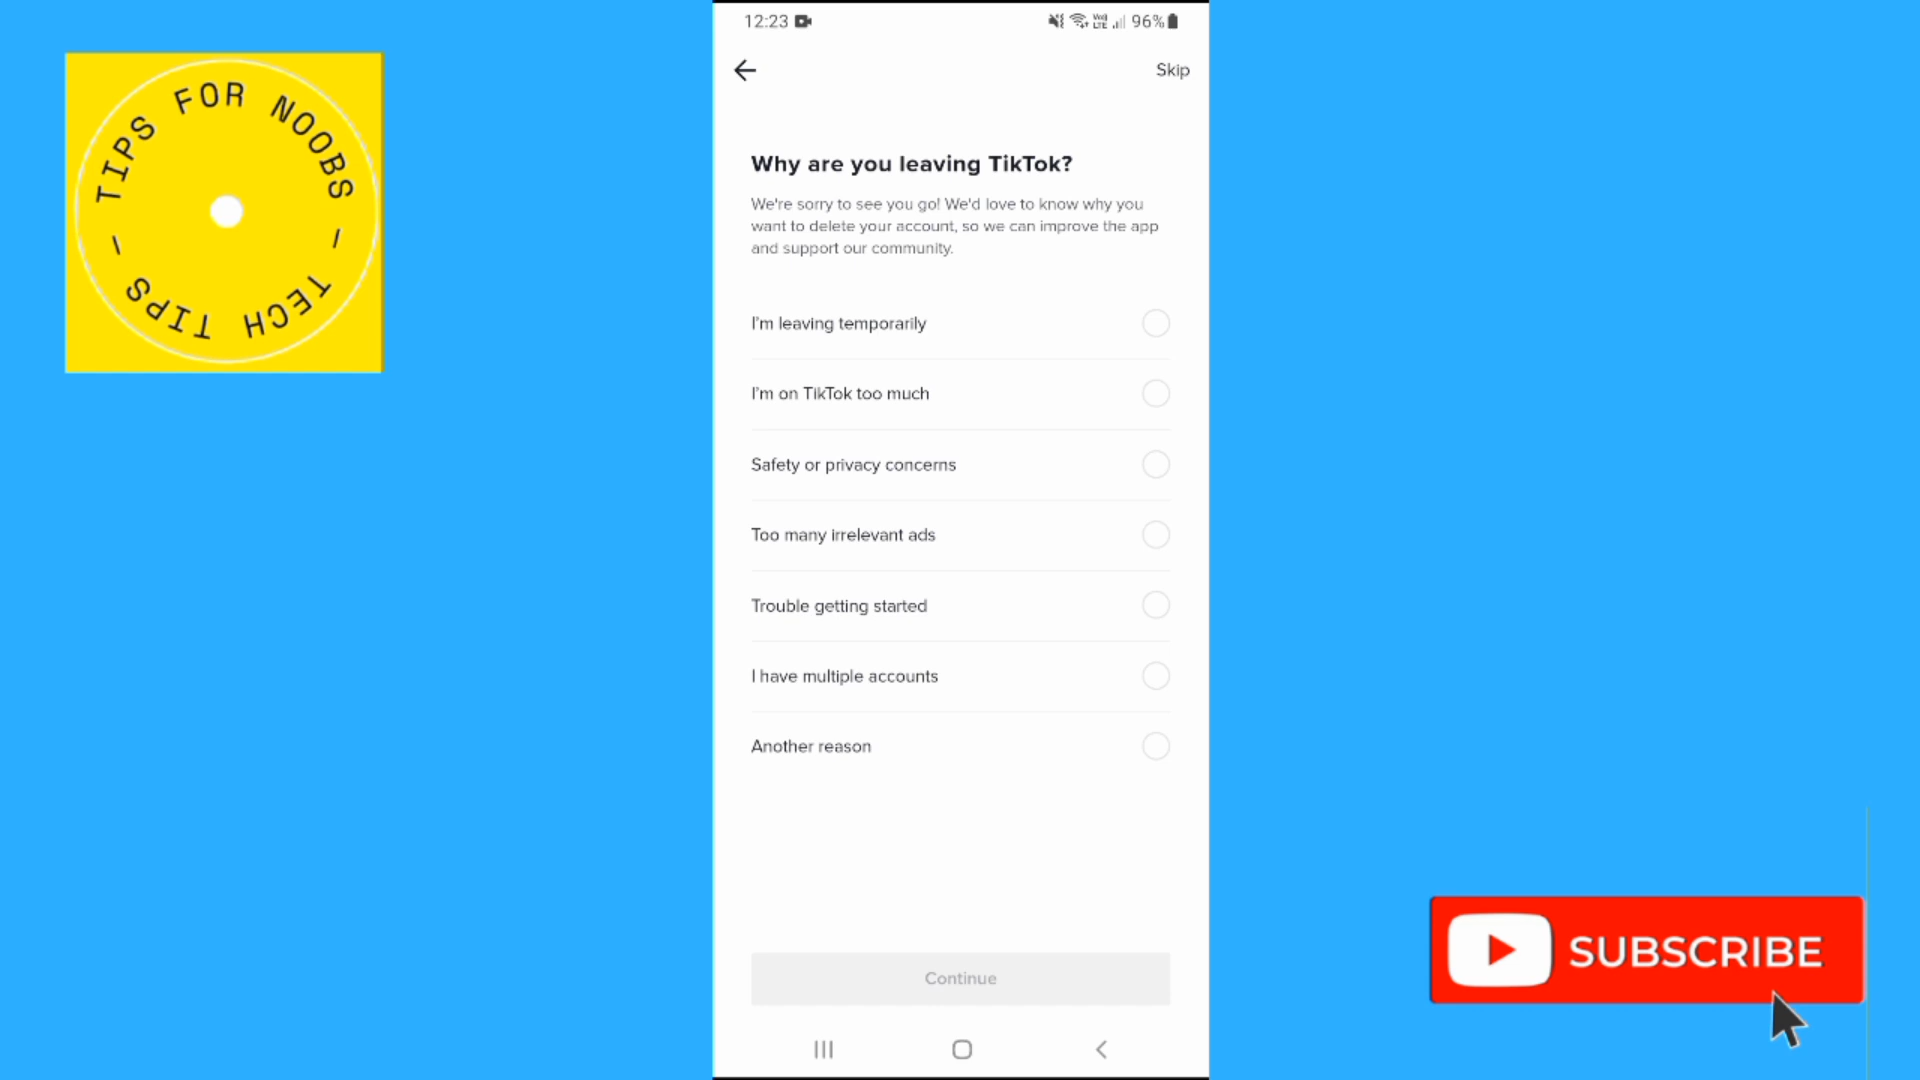 TIPS FOR NOOBS – TECH TIPS –
12:23
96%
Skip
Why are you leaving TikTok?
We're sorry to see you go! We'd love to know why you
want to delete your account, so we can improve the app
and support our community.
I'm leaving temporarily
I'm on TikTok too much
Safety or privacy concerns
Too many irrelevant ads
Trouble getting started
I have multiple accounts
Another reason
Continue
SUBSCRIBE